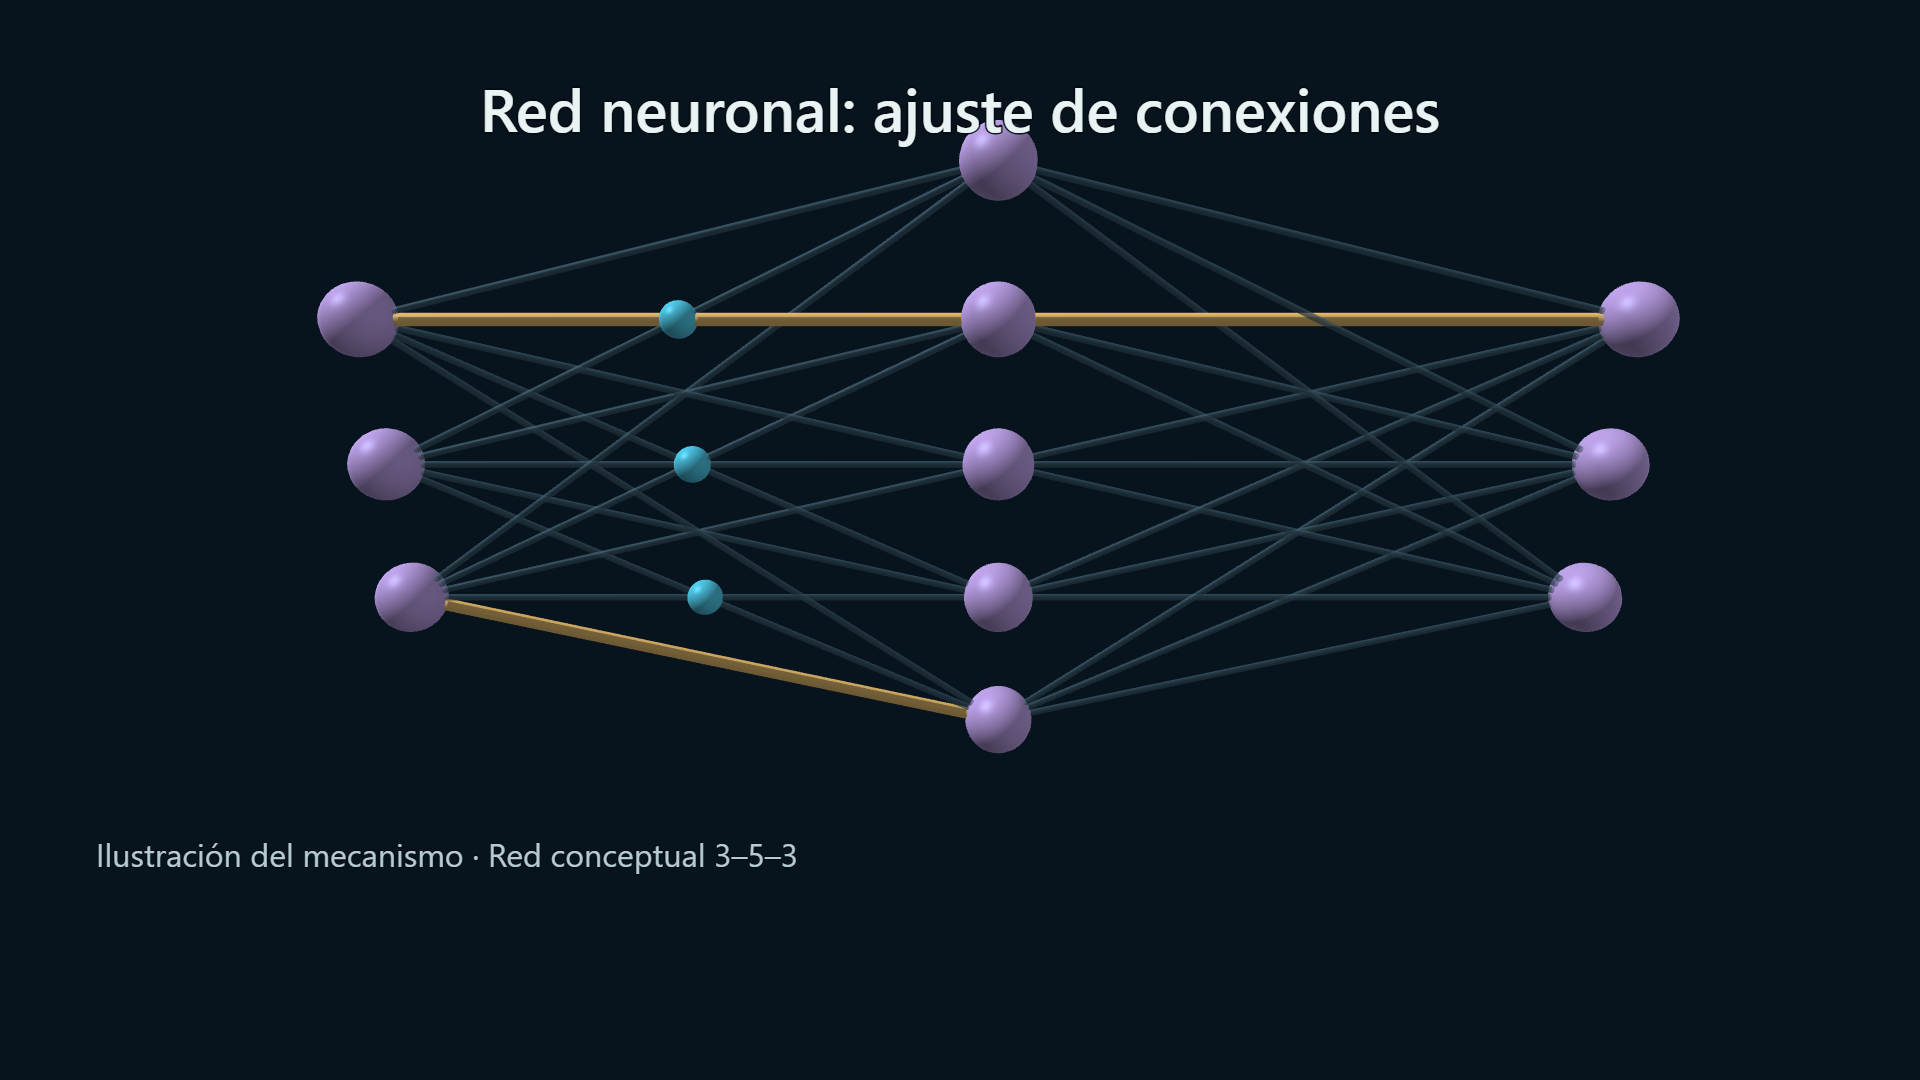 Red neuronal: ajuste de conexiones
Ilustración del mecanismo · Red conceptual 3–5–3